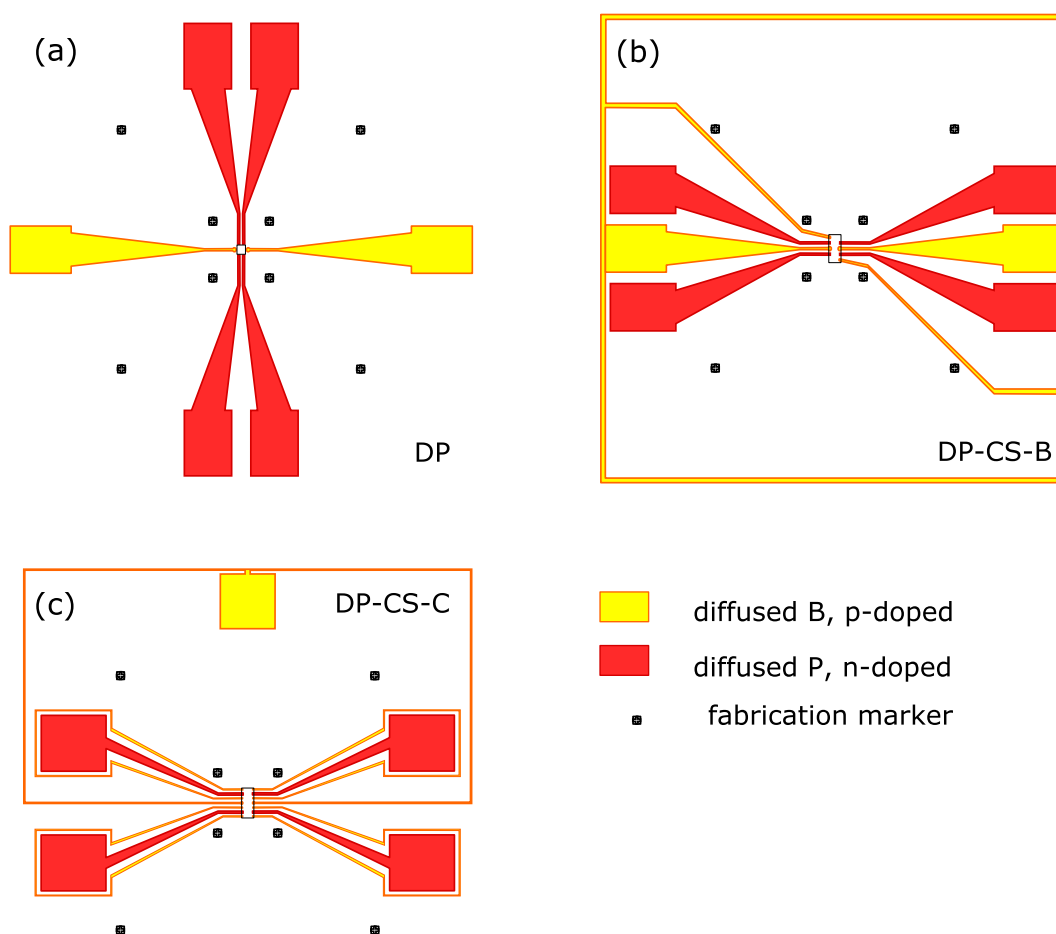 (a)
(b)
DP
DP-CS-B
(c)
DP-CS-C
diffused B, p-doped
diffused P, n-doped
fabrication marker